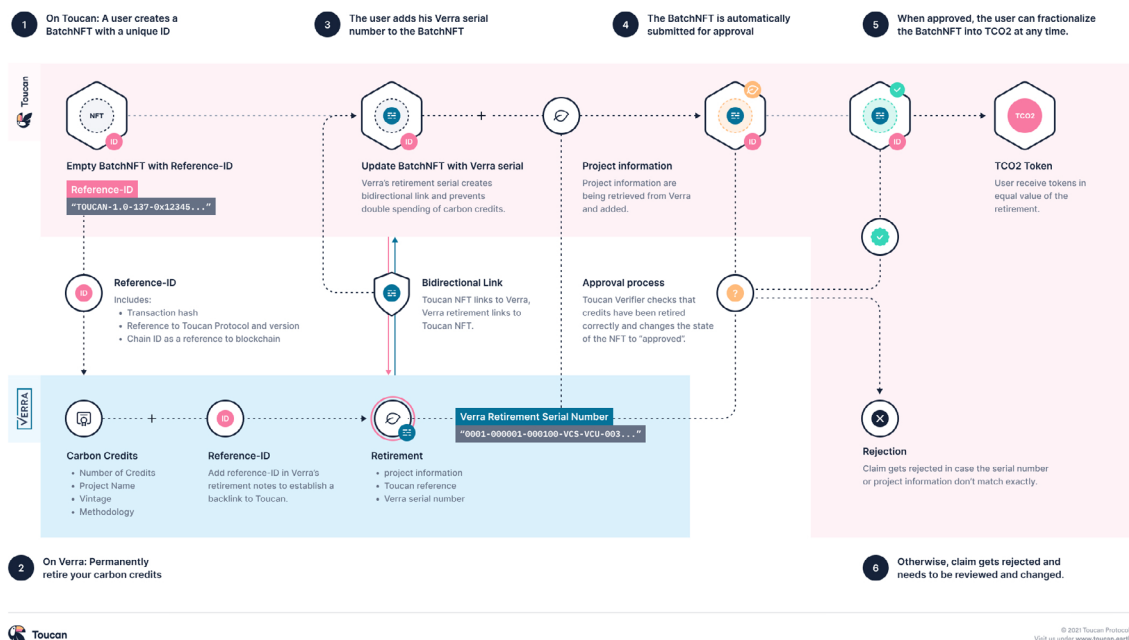 1
On Toucan: A user creates a
BatchNFT with a unique ID
3
The user adds his Verra serial
number to the BatchNFT
4
The BatchNFT is automatically
submitted for approval
5
When approved, the user can fractionalize
the BatchNFT into TCO2 at any time.
Toucan
NFT
ID
Empty BatchNFT with Reference-ID
Reference-ID
"TOUCAN-1.0-137-0x12345..."
ID
Update BatchNFT with Verra serial
Verra's retirement serial creates
bidirectional link and prevents
double spending of carbon credits.
+
Project information
Project information are
being retrieved from Verra
and added.
ID
ID
TCO2
TCO2 Token
User receive tokens in
equal value of the
retirement.
ID
Reference-ID
Includes:
• Transaction hash
• Reference to Toucan Protocol and version
• Chain ID as a reference to blockchain
Bidirectional Link
Toucan NFT links to Verra,
Verra retirement links to
Toucan NFT.
Approval process
Toucan Verifier checks that
credits have been retired
correctly and changes the state
of the NFT to "approved".
?
VERRA
+
ID
Carbon Credits
• Number of Credits
• Project Name
• Vintage
• Methodology
Reference-ID
Add reference-ID in Verra's
retirement notes to establish a
backlink to Toucan.
Retirement
• project information
• Toucan reference
• Verra serial number
Verra Retirement Serial Number
"0001-000001-000100-VCS-VCU-003..."
Rejection
Claim gets rejected in case the serial number
or project information don't match exactly.
2
On Verra: Permanently
retire your carbon credits
6
Otherwise, claim gets rejected and
needs to be reviewed and changed.
Toucan
© 2021 Toucan Protocol
Visit us under www.toucan.earth